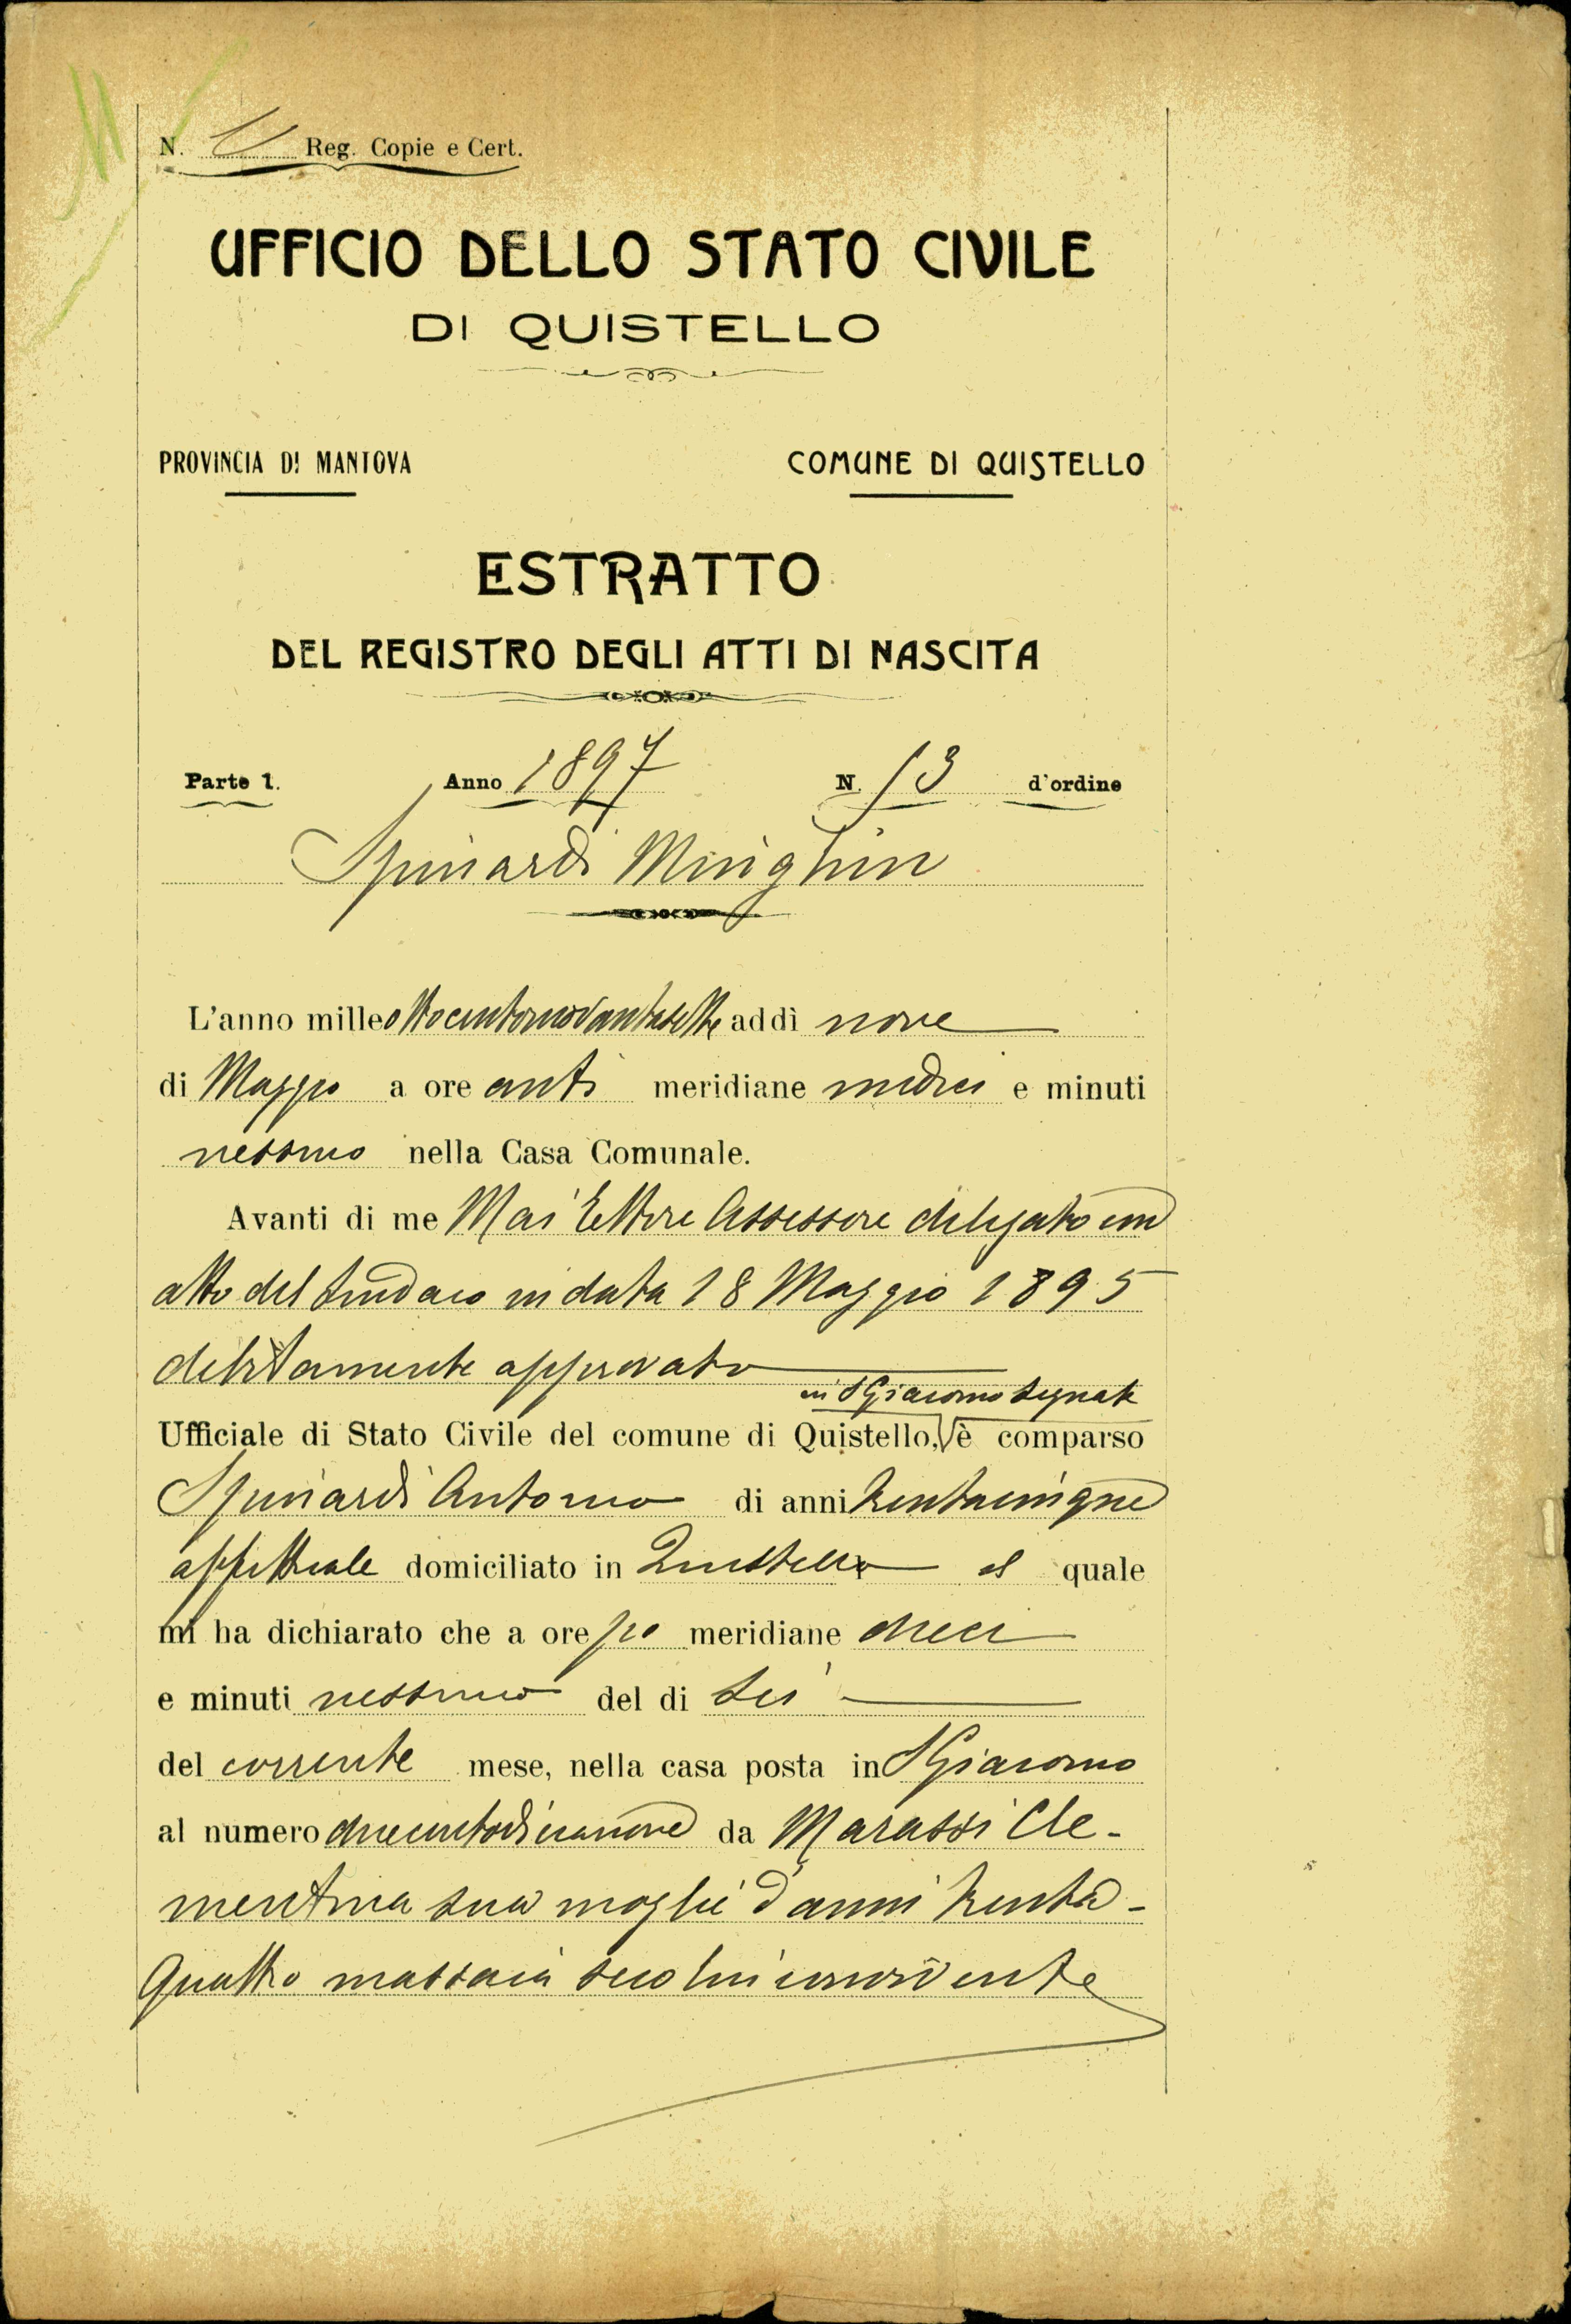 N. Reg. Copie e Cert.
UFFICIO DELLO STATO CIVILE
DI QUISTELLO
PROVINCIA DI MANTOVA
COMUNE DI QUISTELLO
ESTRATTO
DEL REGISTRO DEGLI ATTI DI NASCITA
Parte 1. Anno 1897 N. 13 d'ordine
Spinardi Minghin
L'anno milleottocentonovantasette addì nove
di Maggio a ore anti meridiane undici e minuti
nessuno nella Casa Comunale.
Avanti di me Mai Ettore Assessore delegato con
atto del Sindaco in data 18 Maggio 1895
debitamente approvato
in S Giacomo Segnate
Ufficiale di Stato Civile del comune di Quistello, è comparso
Spinardi Antonio di anni trentacinque
affittuale domiciliato in Quistello il quale
mi ha dichiarato che a ore po meridiane dieci
e minuti nessuno del di sei
del corrente mese, nella casa posta in S Giacomo
al numero duecentodicianove da Marassi Cle-
mentina sua moglie d'anni trenta-
quattro massaia seco lui convivente